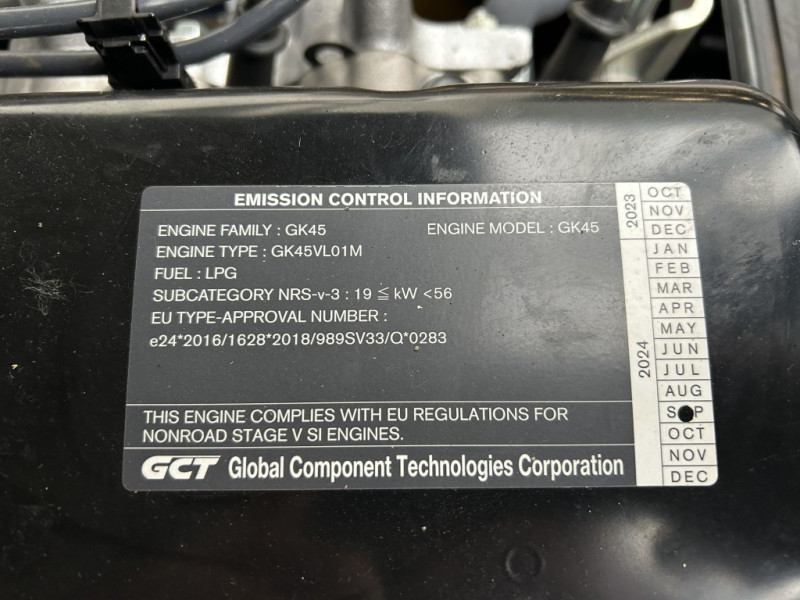 EMISSION CONTROL INFORMATION
ENGINE FAMILY : GK45 ENGINE MODEL : GK45
ENGINE TYPE : GK45VL01M
FUEL : LPG
SUBCATEGORY NRS-v-3 : 19 ≦ kW <56
EU TYPE-APPROVAL NUMBER :
e24*2016/1628*2018/989SV33/Q*0283
THIS ENGINE COMPLIES WITH EU REGULATIONS FOR
NONROAD STAGE V SI ENGINES.
GCT Global Component Technologies Corporation
2023
OCT
NOV
DEC
2024
JAN
FEB
MAR
APR
MAY
JUN
JUL
AUG
SEP
OCT
NOV
DEC